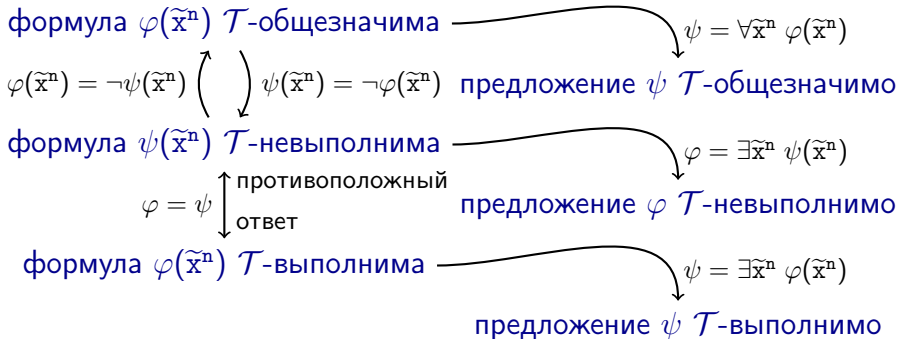 формула φ(x̃ⁿ) 𝒯-общезначима
ψ = ∀x̃ⁿ φ(x̃ⁿ)
φ(x̃ⁿ) = ¬ψ(x̃ⁿ)
ψ(x̃ⁿ) = ¬φ(x̃ⁿ)
предложение ψ 𝒯-общезначимо
формула ψ(x̃ⁿ) 𝒯-невыполнима
φ = ∃x̃ⁿ ψ(x̃ⁿ)
φ = ψ
противоположный
ответ
предложение φ 𝒯-невыполнимо
формула φ(x̃ⁿ) 𝒯-выполнима
ψ = ∃x̃ⁿ φ(x̃ⁿ)
предложение ψ 𝒯-выполнимо